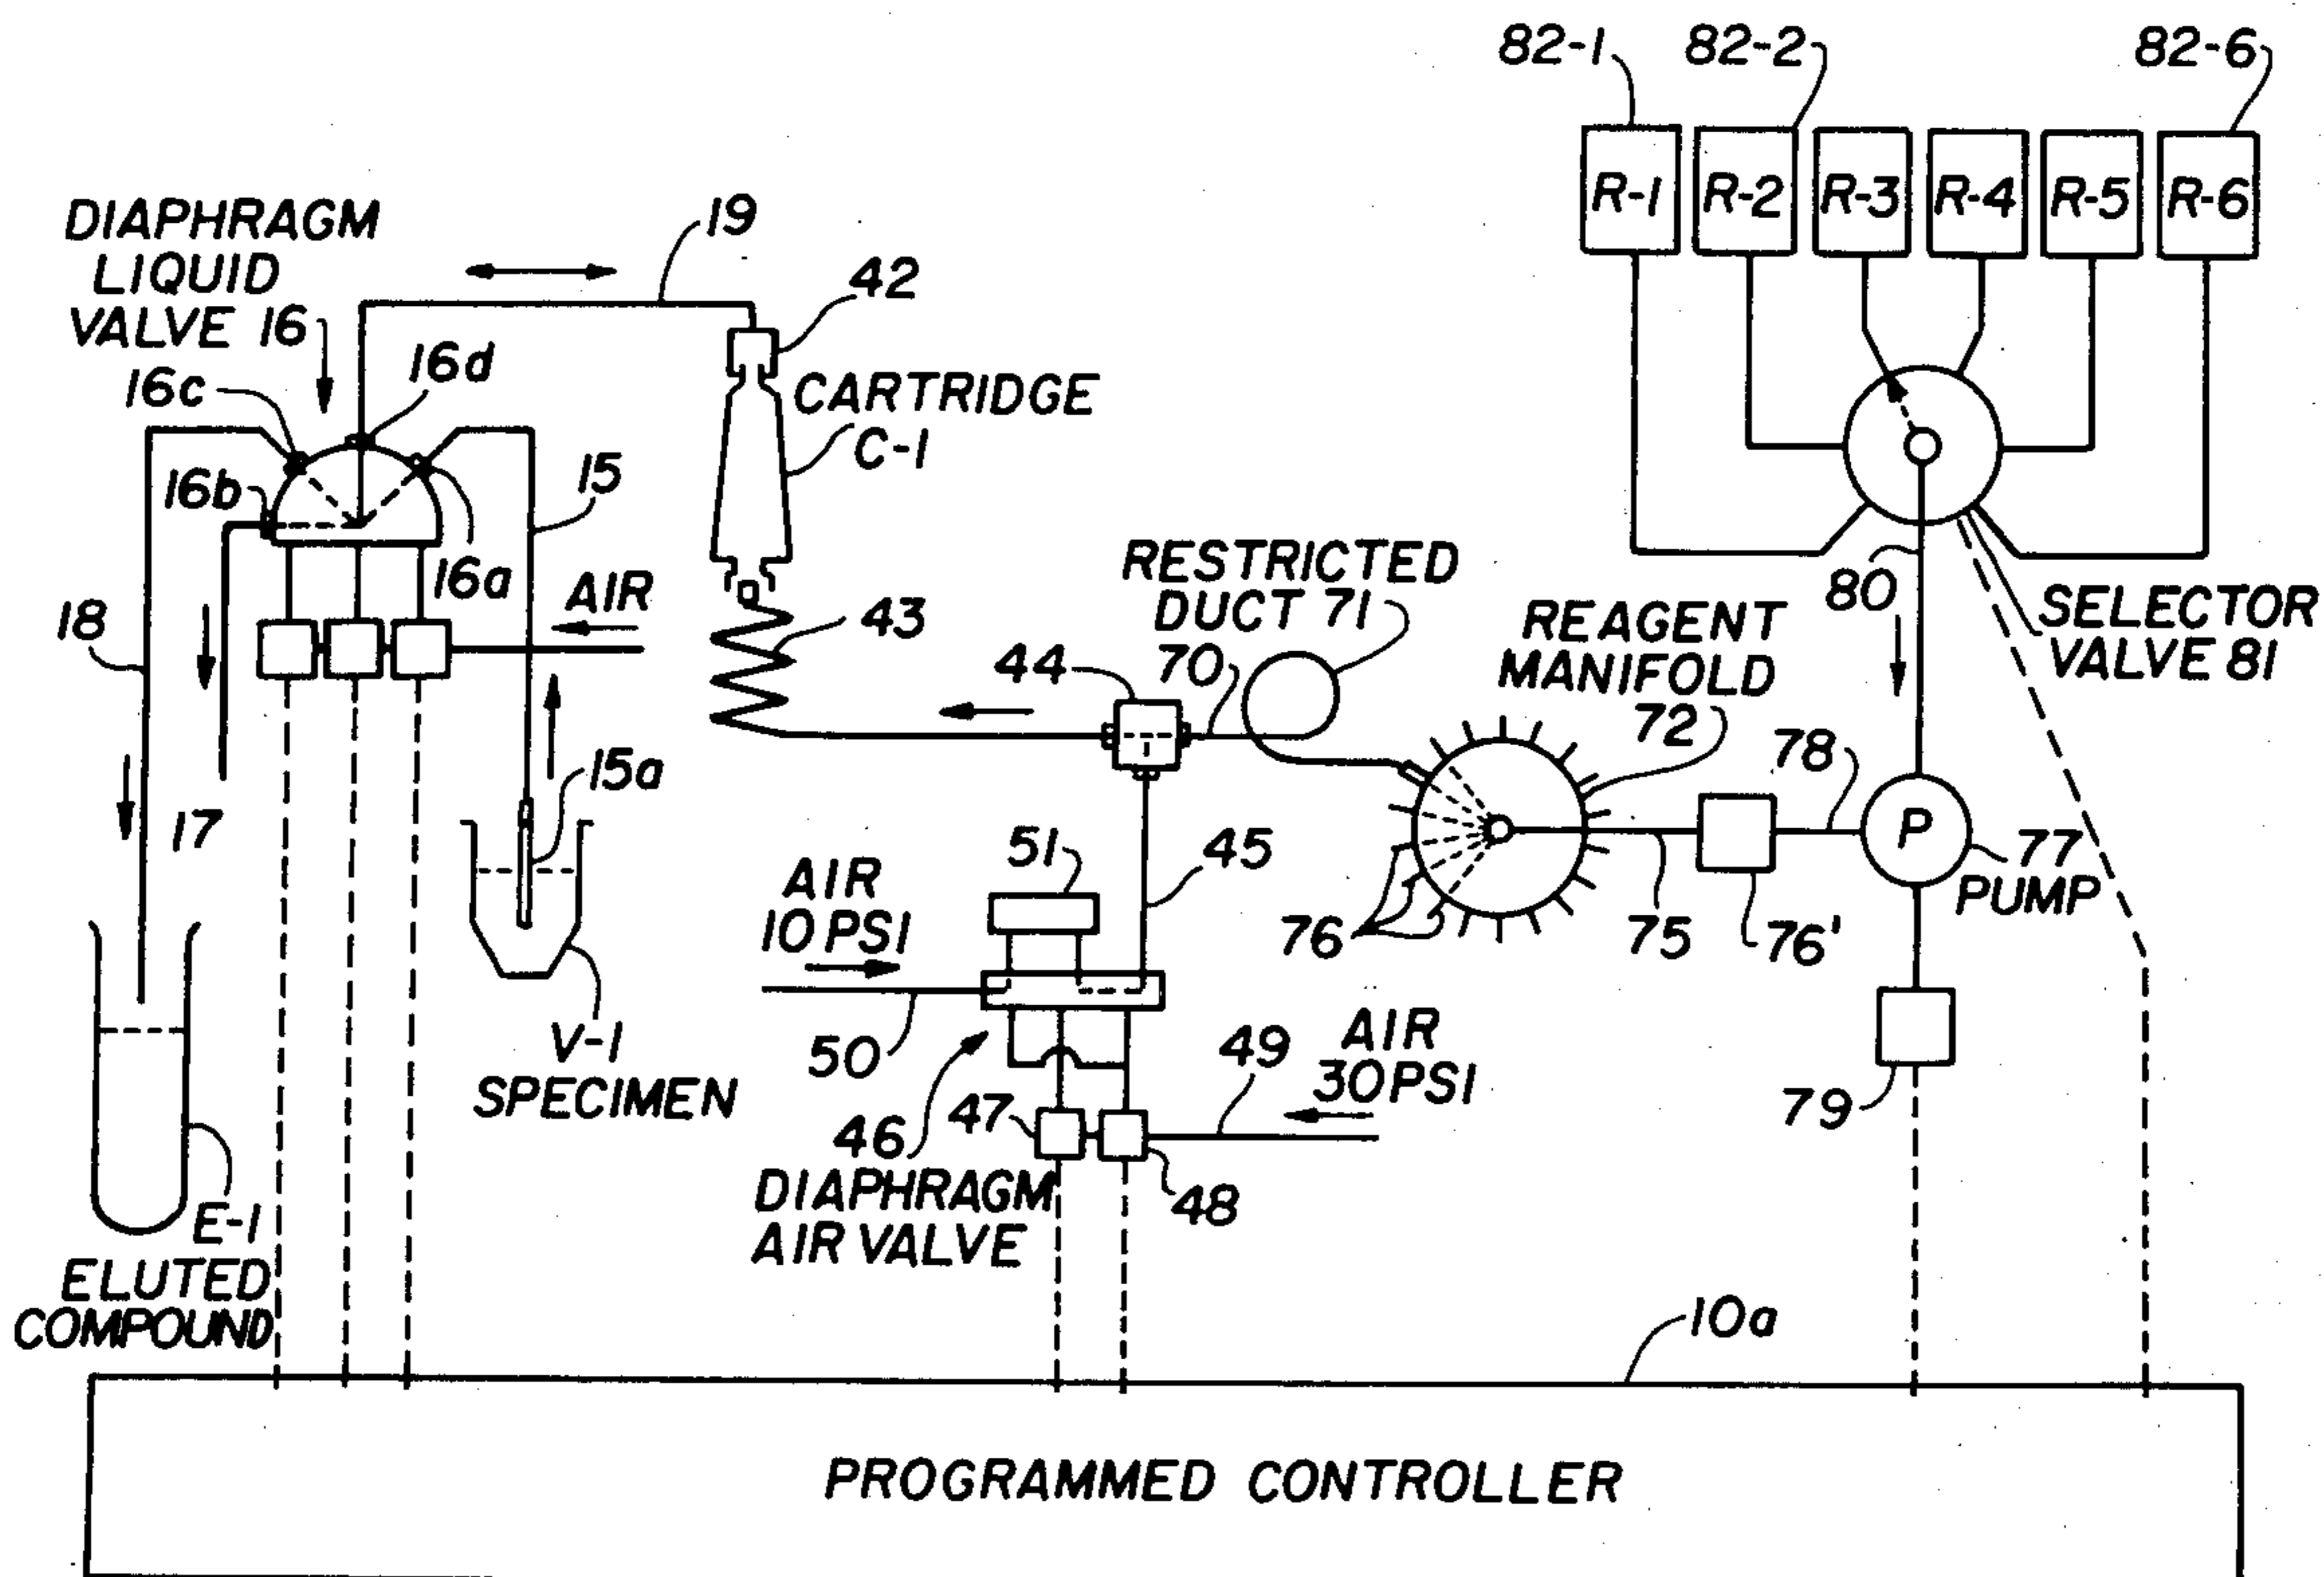 82-1 82-2 82-6
R-1 R-2 R-3 R-4 R-5 R-6
DIAPHRAGM
LIQUID
VALVE 16
19
42
16d
16c
CARTRIDGE
C-1
16b
15
16a
AIR
18
43
RESTRICTED
DUCT 71
70
44
REAGENT
MANIFOLD
72
80
SELECTOR
VALVE 81
78
15a
17
51
45
P
77
PUMP
AIR
10 PSI
76
75
76'
50
V-1
SPECIMEN
49
AIR
30 PSI
79
46
47
48
DIAPHRAGM
AIR VALVE
E-1
ELUTED
COMPOUND
10a
PROGRAMMED CONTROLLER